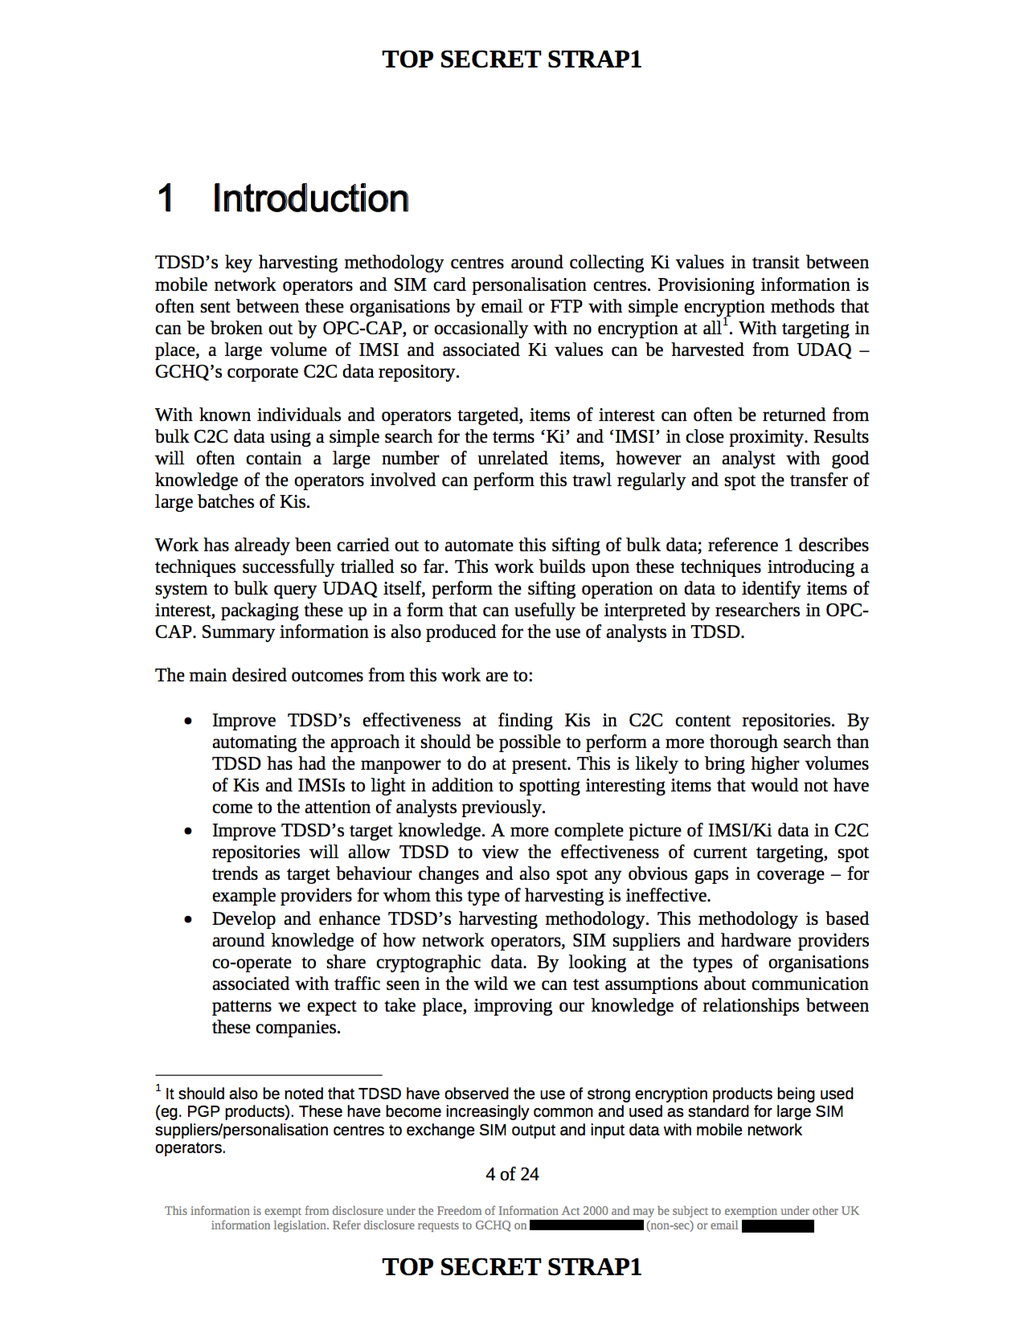 TOP SECRET STRAP1
1 Introduction
TDSD's key harvesting methodology centres around collecting Ki values in transit between
mobile network operators and SIM card personalisation centres. Provisioning information is
often sent between these organisations by email or FTP with simple encryption methods that
can be broken out by OPC-CAP, or occasionally with no encryption at all1. With targeting in
place, a large volume of IMSI and associated Ki values can be harvested from UDAQ –
GCHQ's corporate C2C data repository.
With known individuals and operators targeted, items of interest can often be returned from
bulk C2C data using a simple search for the terms ‘Ki’ and ‘IMSI’ in close proximity. Results
will often contain a large number of unrelated items, however an analyst with good
knowledge of the operators involved can perform this trawl regularly and spot the transfer of
large batches of Kis.
Work has already been carried out to automate this sifting of bulk data; reference 1 describes
techniques successfully trialled so far. This work builds upon these techniques introducing a
system to bulk query UDAQ itself, perform the sifting operation on data to identify items of
interest, packaging these up in a form that can usefully be interpreted by researchers in OPC-
CAP. Summary information is also produced for the use of analysts in TDSD.
The main desired outcomes from this work are to:
• Improve TDSD's effectiveness at finding Kis in C2C content repositories. By
automating the approach it should be possible to perform a more thorough search than
TDSD has had the manpower to do at present. This is likely to bring higher volumes
of Kis and IMSIs to light in addition to spotting interesting items that would not have
come to the attention of analysts previously.
• Improve TDSD's target knowledge. A more complete picture of IMSI/Ki data in C2C
repositories will allow TDSD to view the effectiveness of current targeting, spot
trends as target behaviour changes and also spot any obvious gaps in coverage – for
example providers for whom this type of harvesting is ineffective.
• Develop and enhance TDSD's harvesting methodology. This methodology is based
around knowledge of how network operators, SIM suppliers and hardware providers
co-operate to share cryptographic data. By looking at the types of organisations
associated with traffic seen in the wild we can test assumptions about communication
patterns we expect to take place, improving our knowledge of relationships between
these companies.
1 It should also be noted that TDSD have observed the use of strong encryption products being used
(eg. PGP products). These have become increasingly common and used as standard for large SIM
suppliers/personalisation centres to exchange SIM output and input data with mobile network
operators.
4 of 24
This information is exempt from disclosure under the Freedom of Information Act 2000 and may be subject to exemption under other UK
information legislation. Refer disclosure requests to GCHQ on (non-sec) or email
TOP SECRET STRAP1